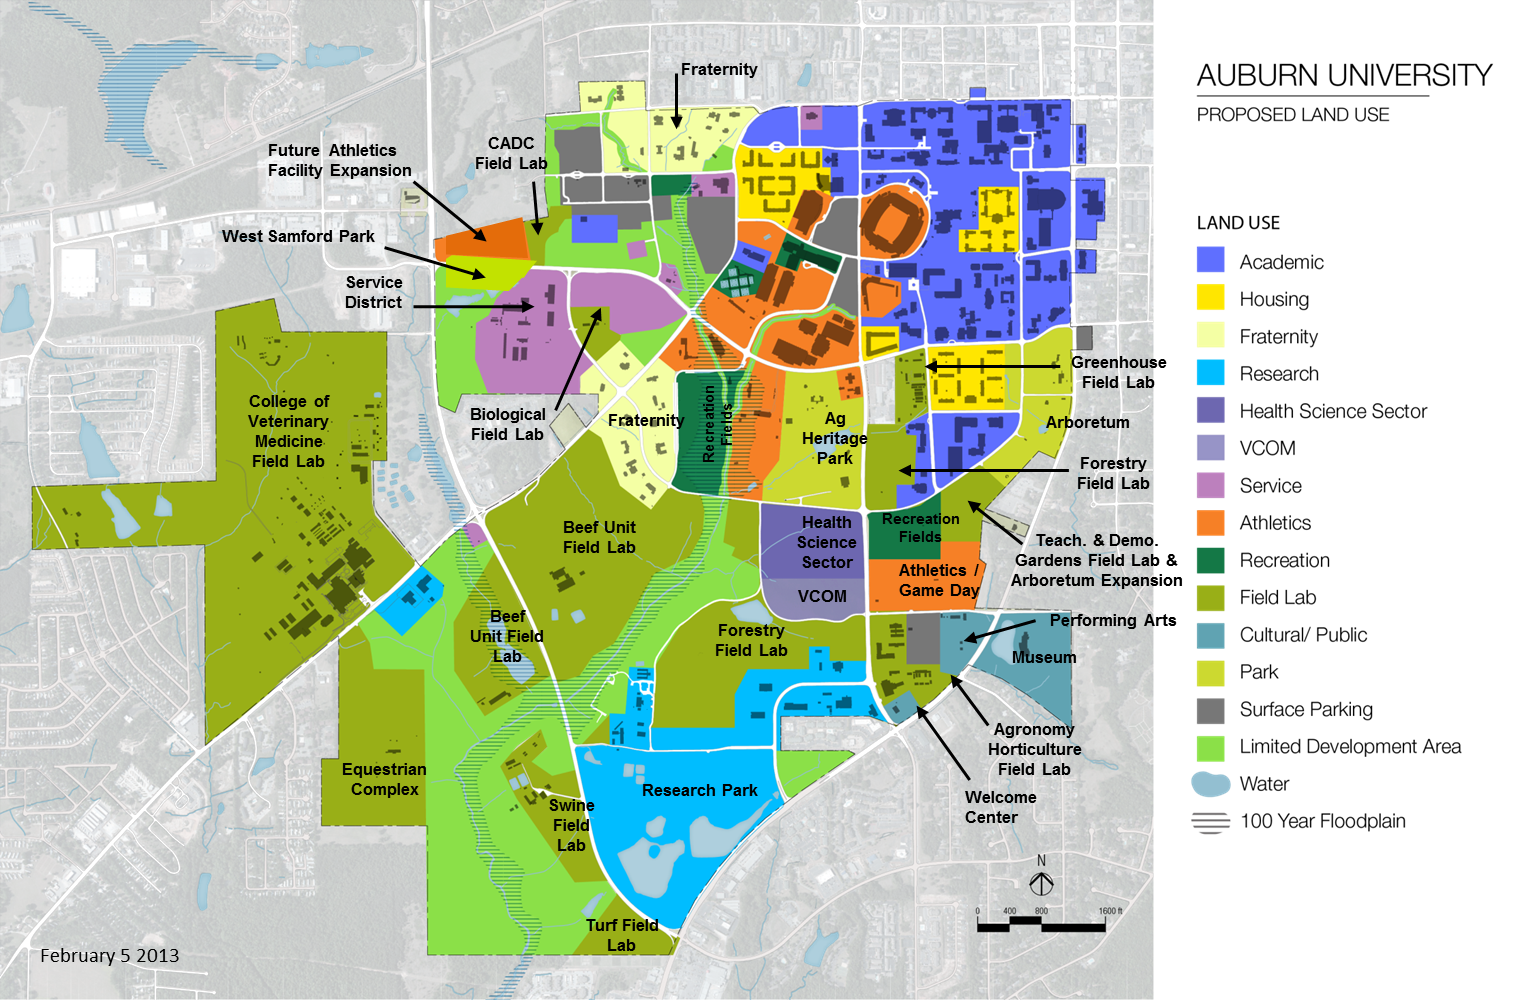 AUBURN UNIVERSITY
PROPOSED LAND USE
LAND USE
Academic
Housing
Fraternity
Research
Health Science Sector
VCOM
Service
Athletics
Recreation
Field Lab
Cultural/ Public
Park
Surface Parking
Limited Development Area
Water
100 Year Floodplain
N
0 400 800 1600 ft
Fraternity
CADC
Field Lab
Future Athletics
Facility Expansion
West Samford Park
Service
District
College of
Veterinary
Medicine
Field Lab
Biological
Field Lab
Fraternity
Recreation
Fields
Ag
Heritage
Park
Greenhouse
Field Lab
Arboretum
Forestry
Field Lab
Beef Unit
Field Lab
Health
Science
Sector
VCOM
Recreation
Fields
Athletics /
Game Day
Teach. & Demo.
Gardens Field Lab &
Arboretum Expansion
Beef
Unit Field
Lab
Forestry
Field Lab
Performing Arts
Museum
Agronomy
Horticulture
Field Lab
Welcome
Center
Equestrian
Complex
Research Park
Swine
Field
Lab
Turf Field
Lab
February 5 2013